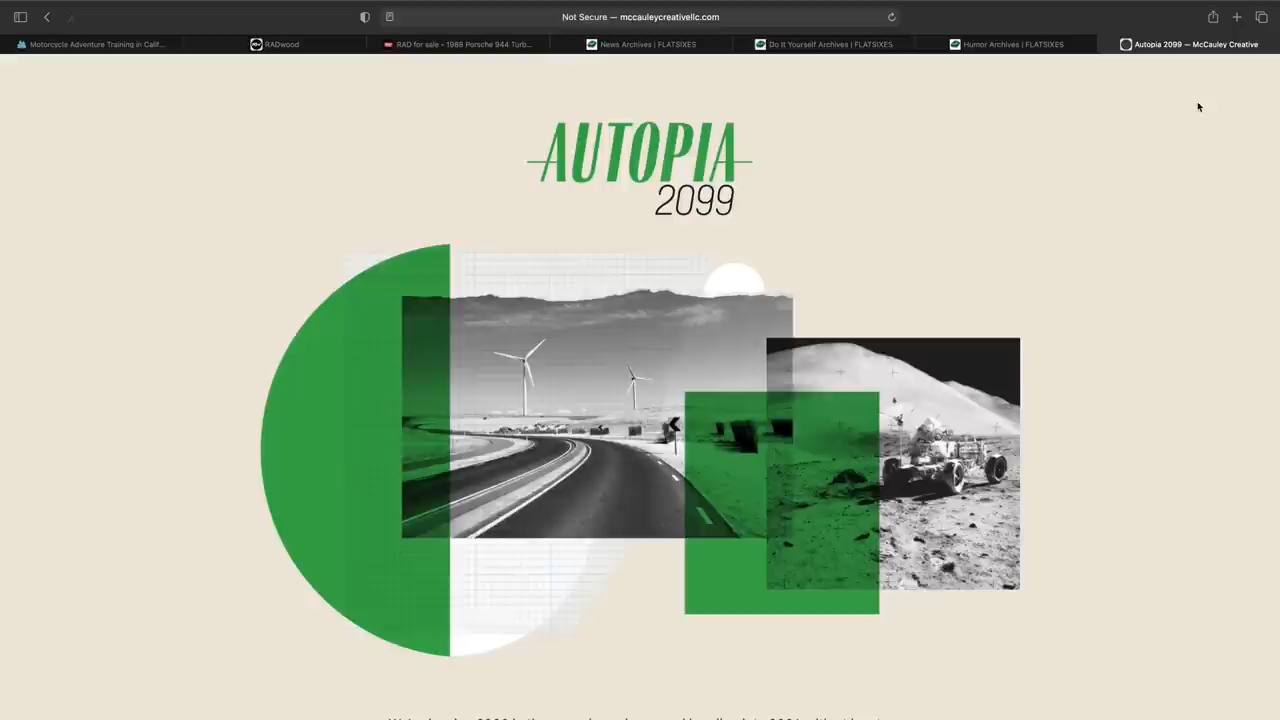 Not Secure — mccauleycreativellc.com
Motorcycle Adventure Training in Calif...
RADwood
RAD for sale - 1988 Porsche 944 Turb...
News Archives | FLATSIXES
Do It Yourself Archives | FLATSIXES
Humor Archives | FLATSIXES
Autopia 2099 — McCauley Creative
AUTOPIA
2099